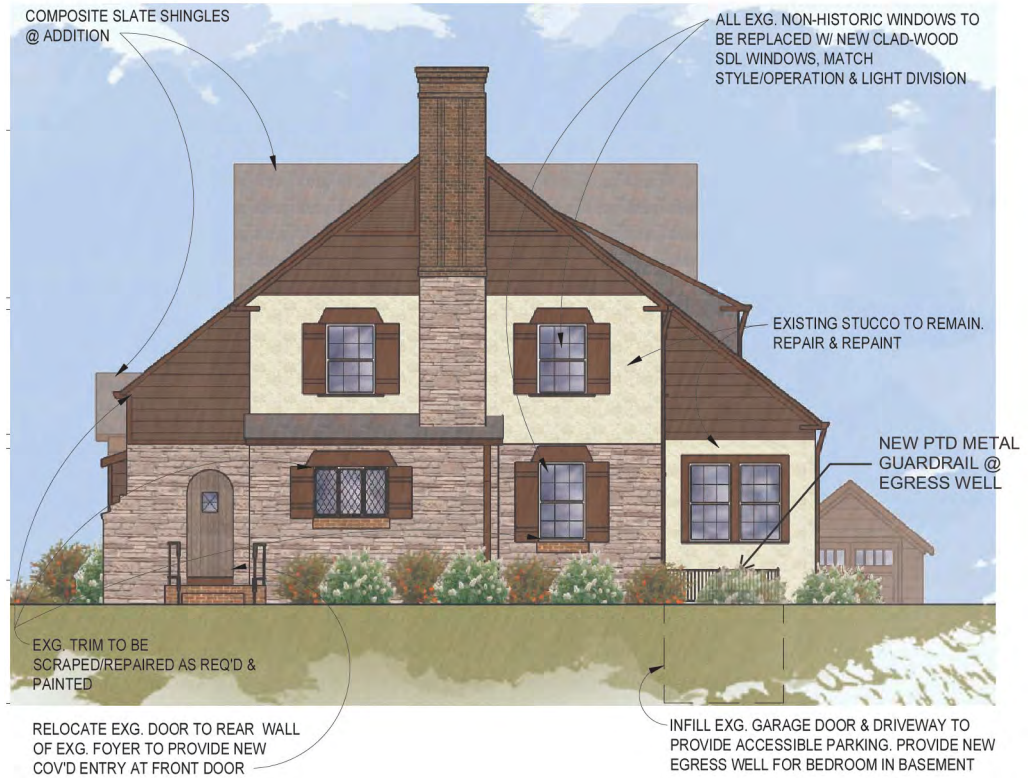 COMPOSITE SLATE SHINGLES
@ ADDITION
ALL EXG. NON-HISTORIC WINDOWS TO
BE REPLACED W/ NEW CLAD-WOOD
SDL WINDOWS, MATCH
STYLE/OPERATION & LIGHT DIVISION
EXISTING STUCCO TO REMAIN.
REPAIR & REPAINT
NEW PTD METAL
GUARDRAIL @
EGRESS WELL
EXG. TRIM TO BE
SCRAPED/REPAIRED AS REQ'D &
PAINTED
RELOCATE EXG. DOOR TO REAR WALL
OF EXG. FOYER TO PROVIDE NEW
COV'D ENTRY AT FRONT DOOR
INFILL EXG. GARAGE DOOR & DRIVEWAY TO
PROVIDE ACCESSIBLE PARKING. PROVIDE NEW
EGRESS WELL FOR BEDROOM IN BASEMENT